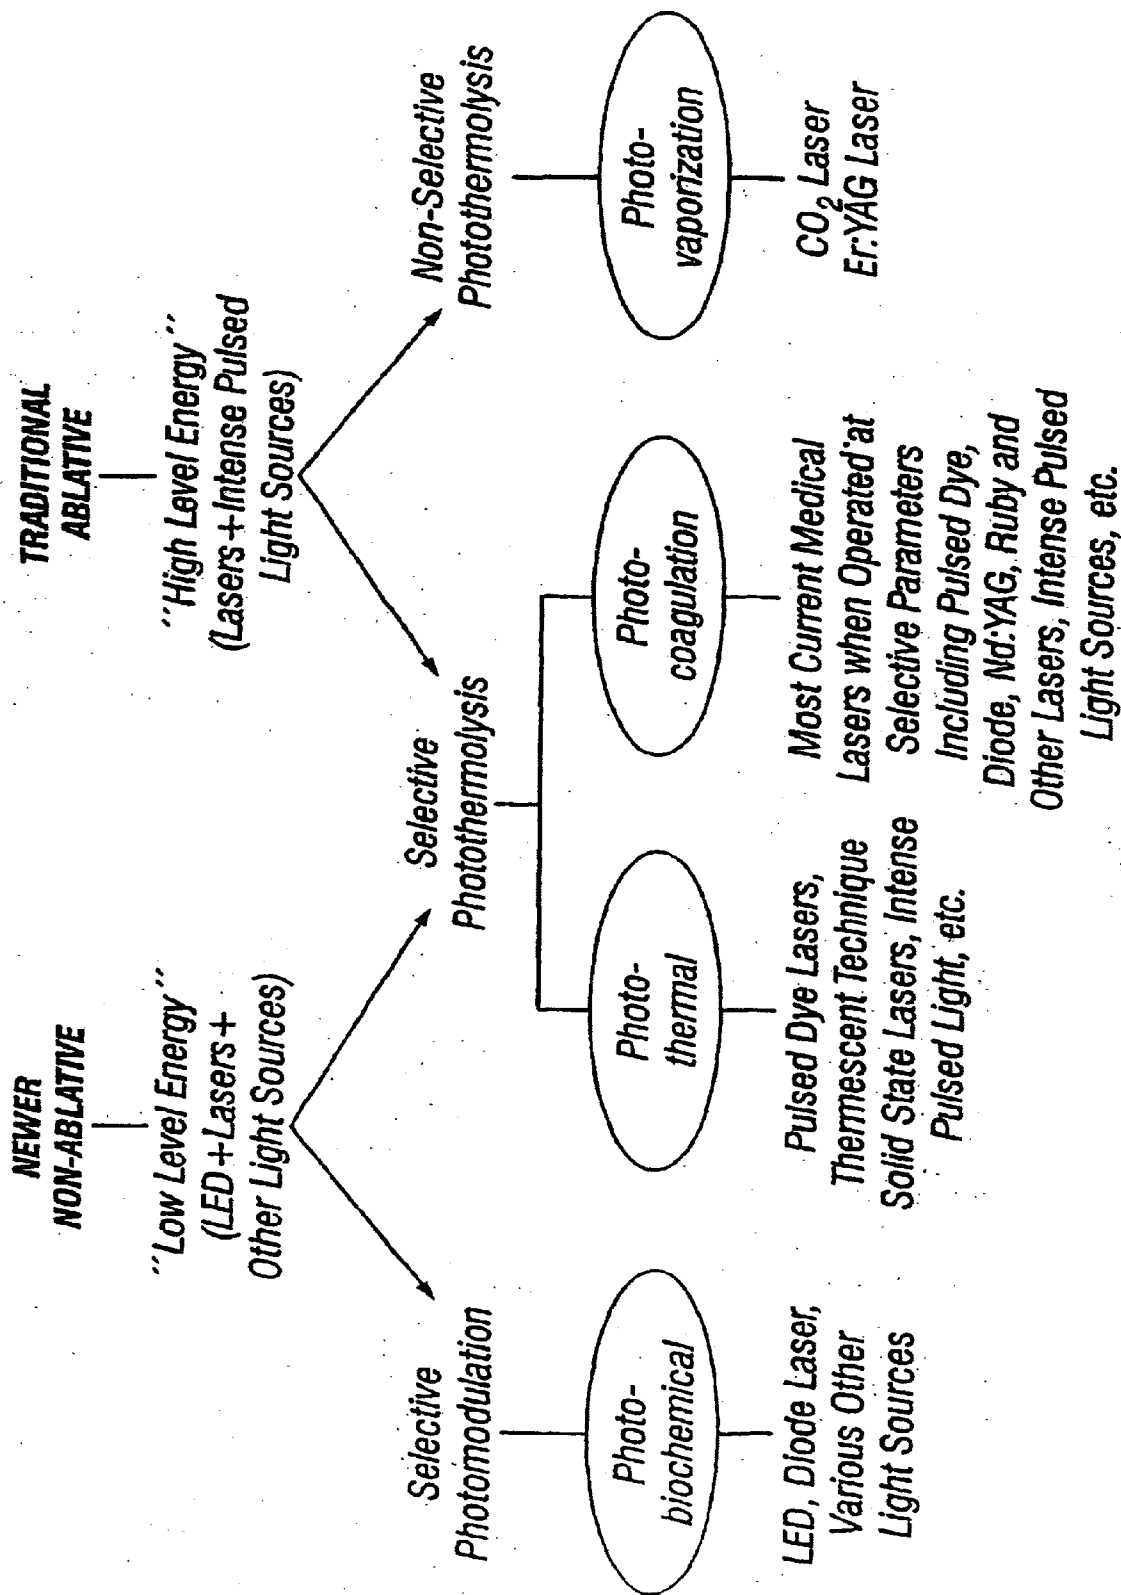 NEWER
NON-ABLATIVE
"Low Level Energy"
(LED+Lasers+
Other Light Sources)
TRADITIONAL
ABLATIVE
"High Level Energy"
(Lasers+Intense Pulsed
Light Sources)
Selective
Photomodulation
Selective
Photothermolysis
Non-Selective
Photothermolysis
Photo-
biochemical
Photo-
thermal
Photo-
coagulation
Photo-
vaporization
LED, Diode Laser,
Various Other
Light Sources
Pulsed Dye Lasers,
Thermescent Technique
Solid State Lasers, Intense
Pulsed Light, etc.
Most Current Medical
Lasers when Operated at
Selective Parameters
Including Pulsed Dye,
Diode, Nd:YAG, Ruby and
Other Lasers, Intense Pulsed
Light Sources, etc.
CO2 Laser
Er:YAG Laser